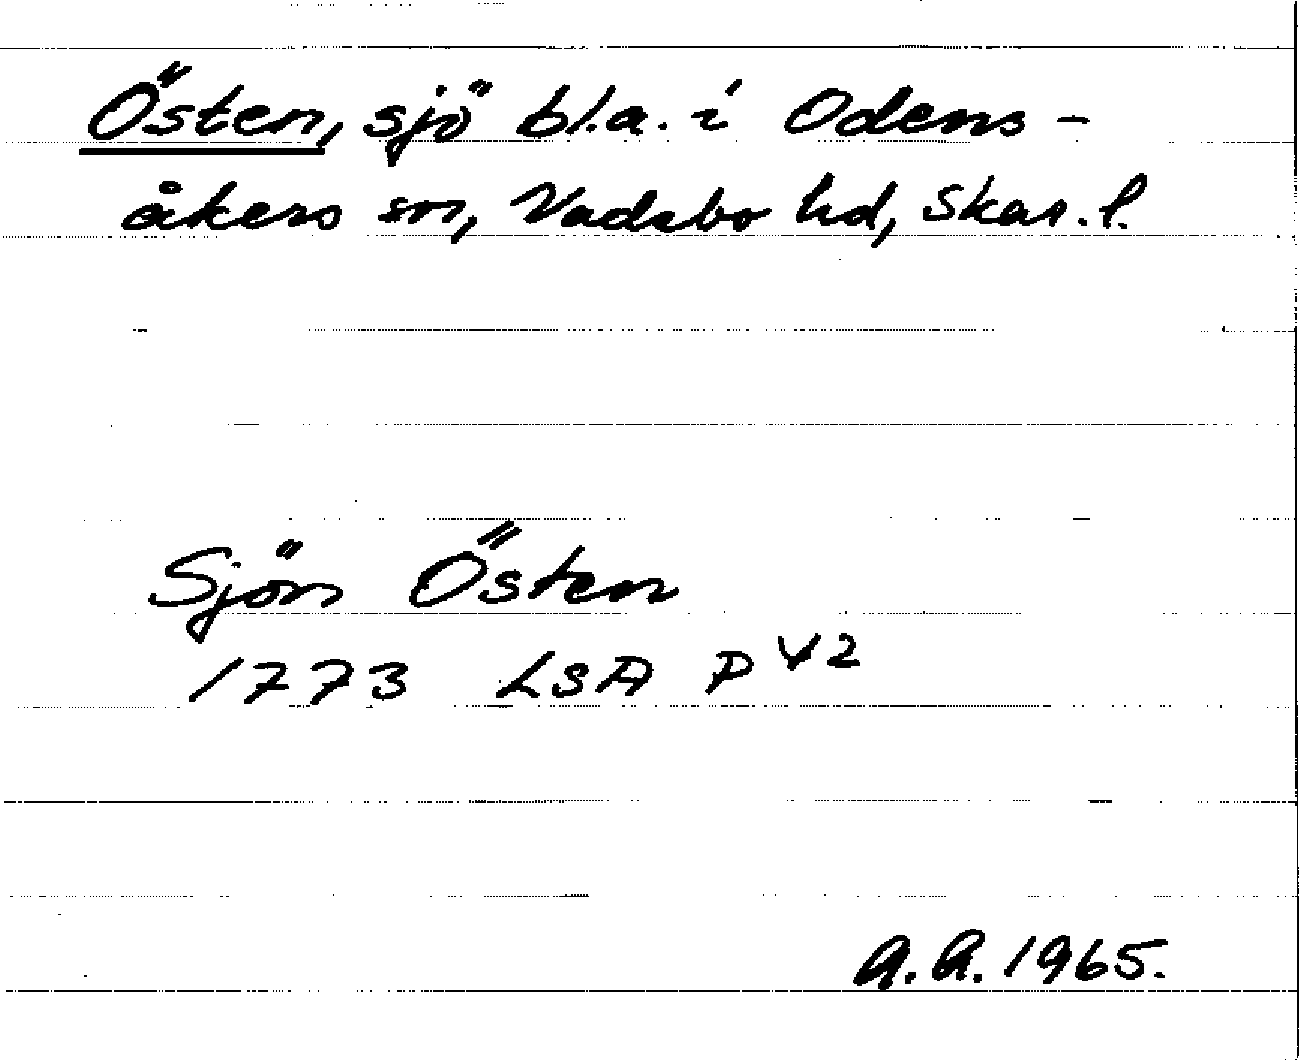 Östen, sjö bl.a. i Odens-
åkers sn, Vadsbo hd, Skar. l.
Sjön Östen
1773 LSA P V2
A.A. 1965.